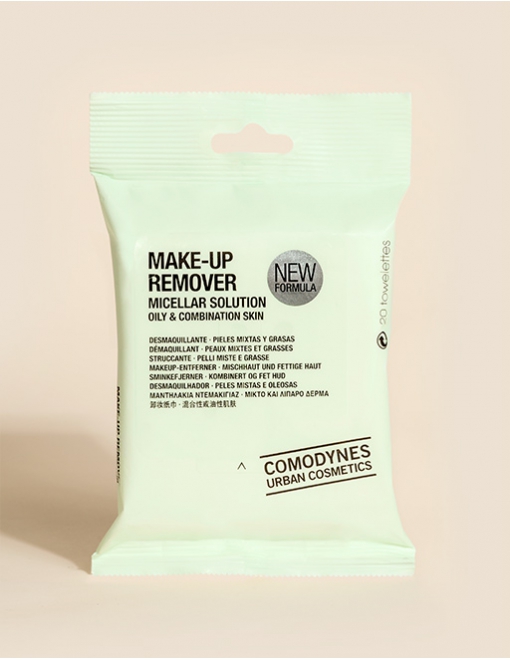 MAKE-UP
REMOVER
MICELLAR SOLUTION
OILY & COMBINATION SKIN
NEW
FORMULA
DESMAQUILLANTE · PIELES MIXTAS Y GRASAS
DÉMAQUILLANT · PEAUX MIXTES ET GRASSES
STRUCCANTE · PELLI MISTE E GRASSE
MAKEUP-ENTFERNER · MISCHHAUT UND FETTIGE HAUT
SMINKEFJERNER · KOMBINERT OG FET HUD
DESMAQUILHADOR · PELES MISTAS E OLEOSAS
ΜΑΝΤΗΛΑΚΙΑ ΝΤΕΜΑΚΙΓΙΑΖ · ΜΙΚΤΟ ΚΑΙ ΛΙΠΑΡΟ ΔΕΡΜΑ
卸妆纸巾 · 混合性或油性肌肤
COMODYNES
URBAN COSMETICS
20 towelettes
MAKE-UP REMOVER